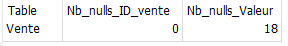 Table Nb_nulls_ID_vente Nb_nulls_Valeur
Vente 0 18